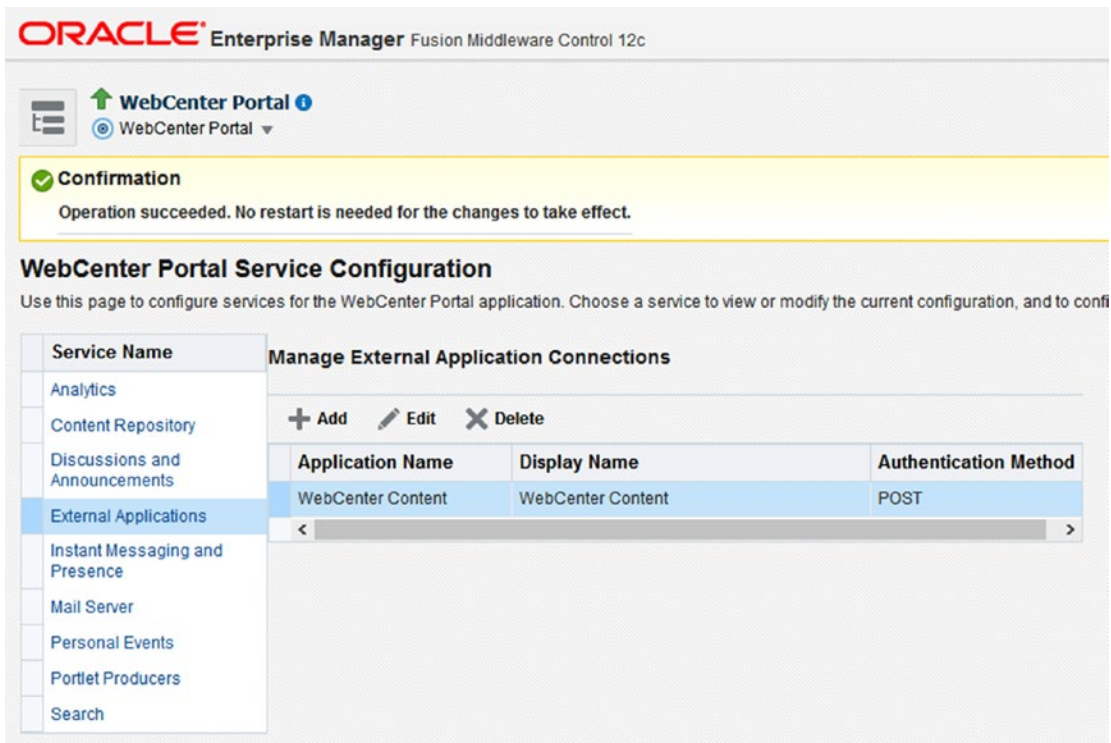 ORACLE Enterprise Manager Fusion Middleware Control 12c
WebCenter Portal
WebCenter Portal
Confirmation
Operation succeeded. No restart is needed for the changes to take effect.
WebCenter Portal Service Configuration
Use this page to configure services for the WebCenter Portal application. Choose a service to view or modify the current configuration, and to confi
Service Name
Analytics
Content Repository
Discussions and
Announcements
External Applications
Instant Messaging and
Presence
Mail Server
Personal Events
Portlet Producers
Search
Manage External Application Connections
Add Edit Delete
Application Name Display Name Authentication Method
WebCenter Content WebCenter Content POST